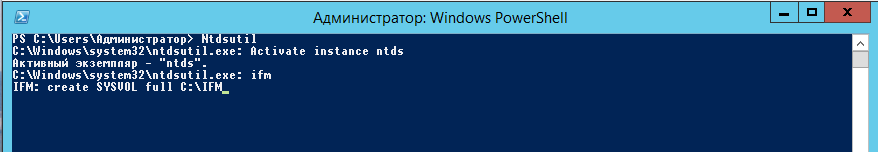 Администратор: Windows PowerShell
PS C:\Users\Администратор> Ntdsutil
C:\Windows\system32\ntdsutil.exe: Activate instance ntds
Активный экземпляр - "ntds".
C:\Windows\system32\ntdsutil.exe: ifm
IFM: create SYSVOL full C:\IFM_